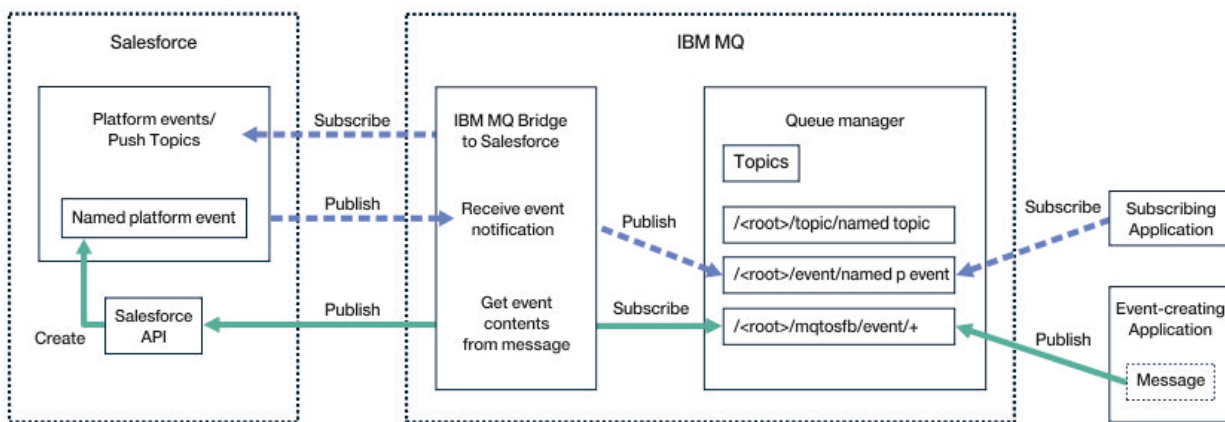 Salesforce
IBM MQ
Platform events/
Push Topics
Subscribe
IBM MQ Bridge
to Salesforce
Queue manager
Topics
Named platform event
Publish
Receive event
notification
Publish
/<root>/topic/named topic
Subscribe
Subscribing
Application
/<root>/event/named p event
Create
Salesforce
API
Publish
Get event
contents
from message
Subscribe
/<root>/mqtosfb/event/+
Publish
Event-creating
Application
Message